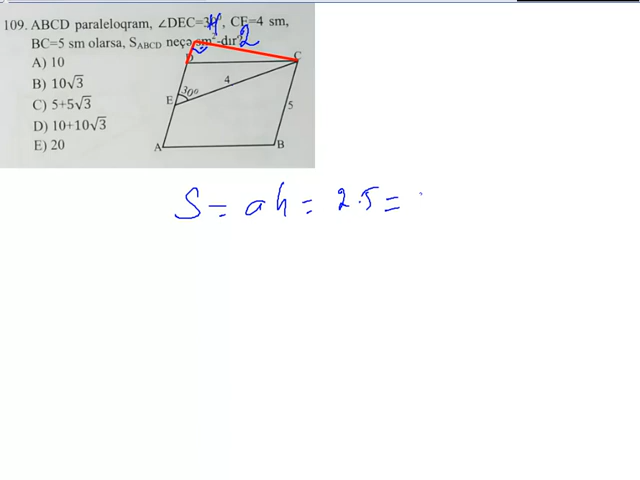 109. ABCD paraleloqram, ∠DEC=3 H, CE=4 sm,
BC=5 sm olarsa, S_ABCD neçə sm²-dır? 2
A) 10
B) 10√3
C) 5+5√3
D) 10+10√3
E) 20
D C
4
E 30° 5
A B
S = ah = 2·5 =